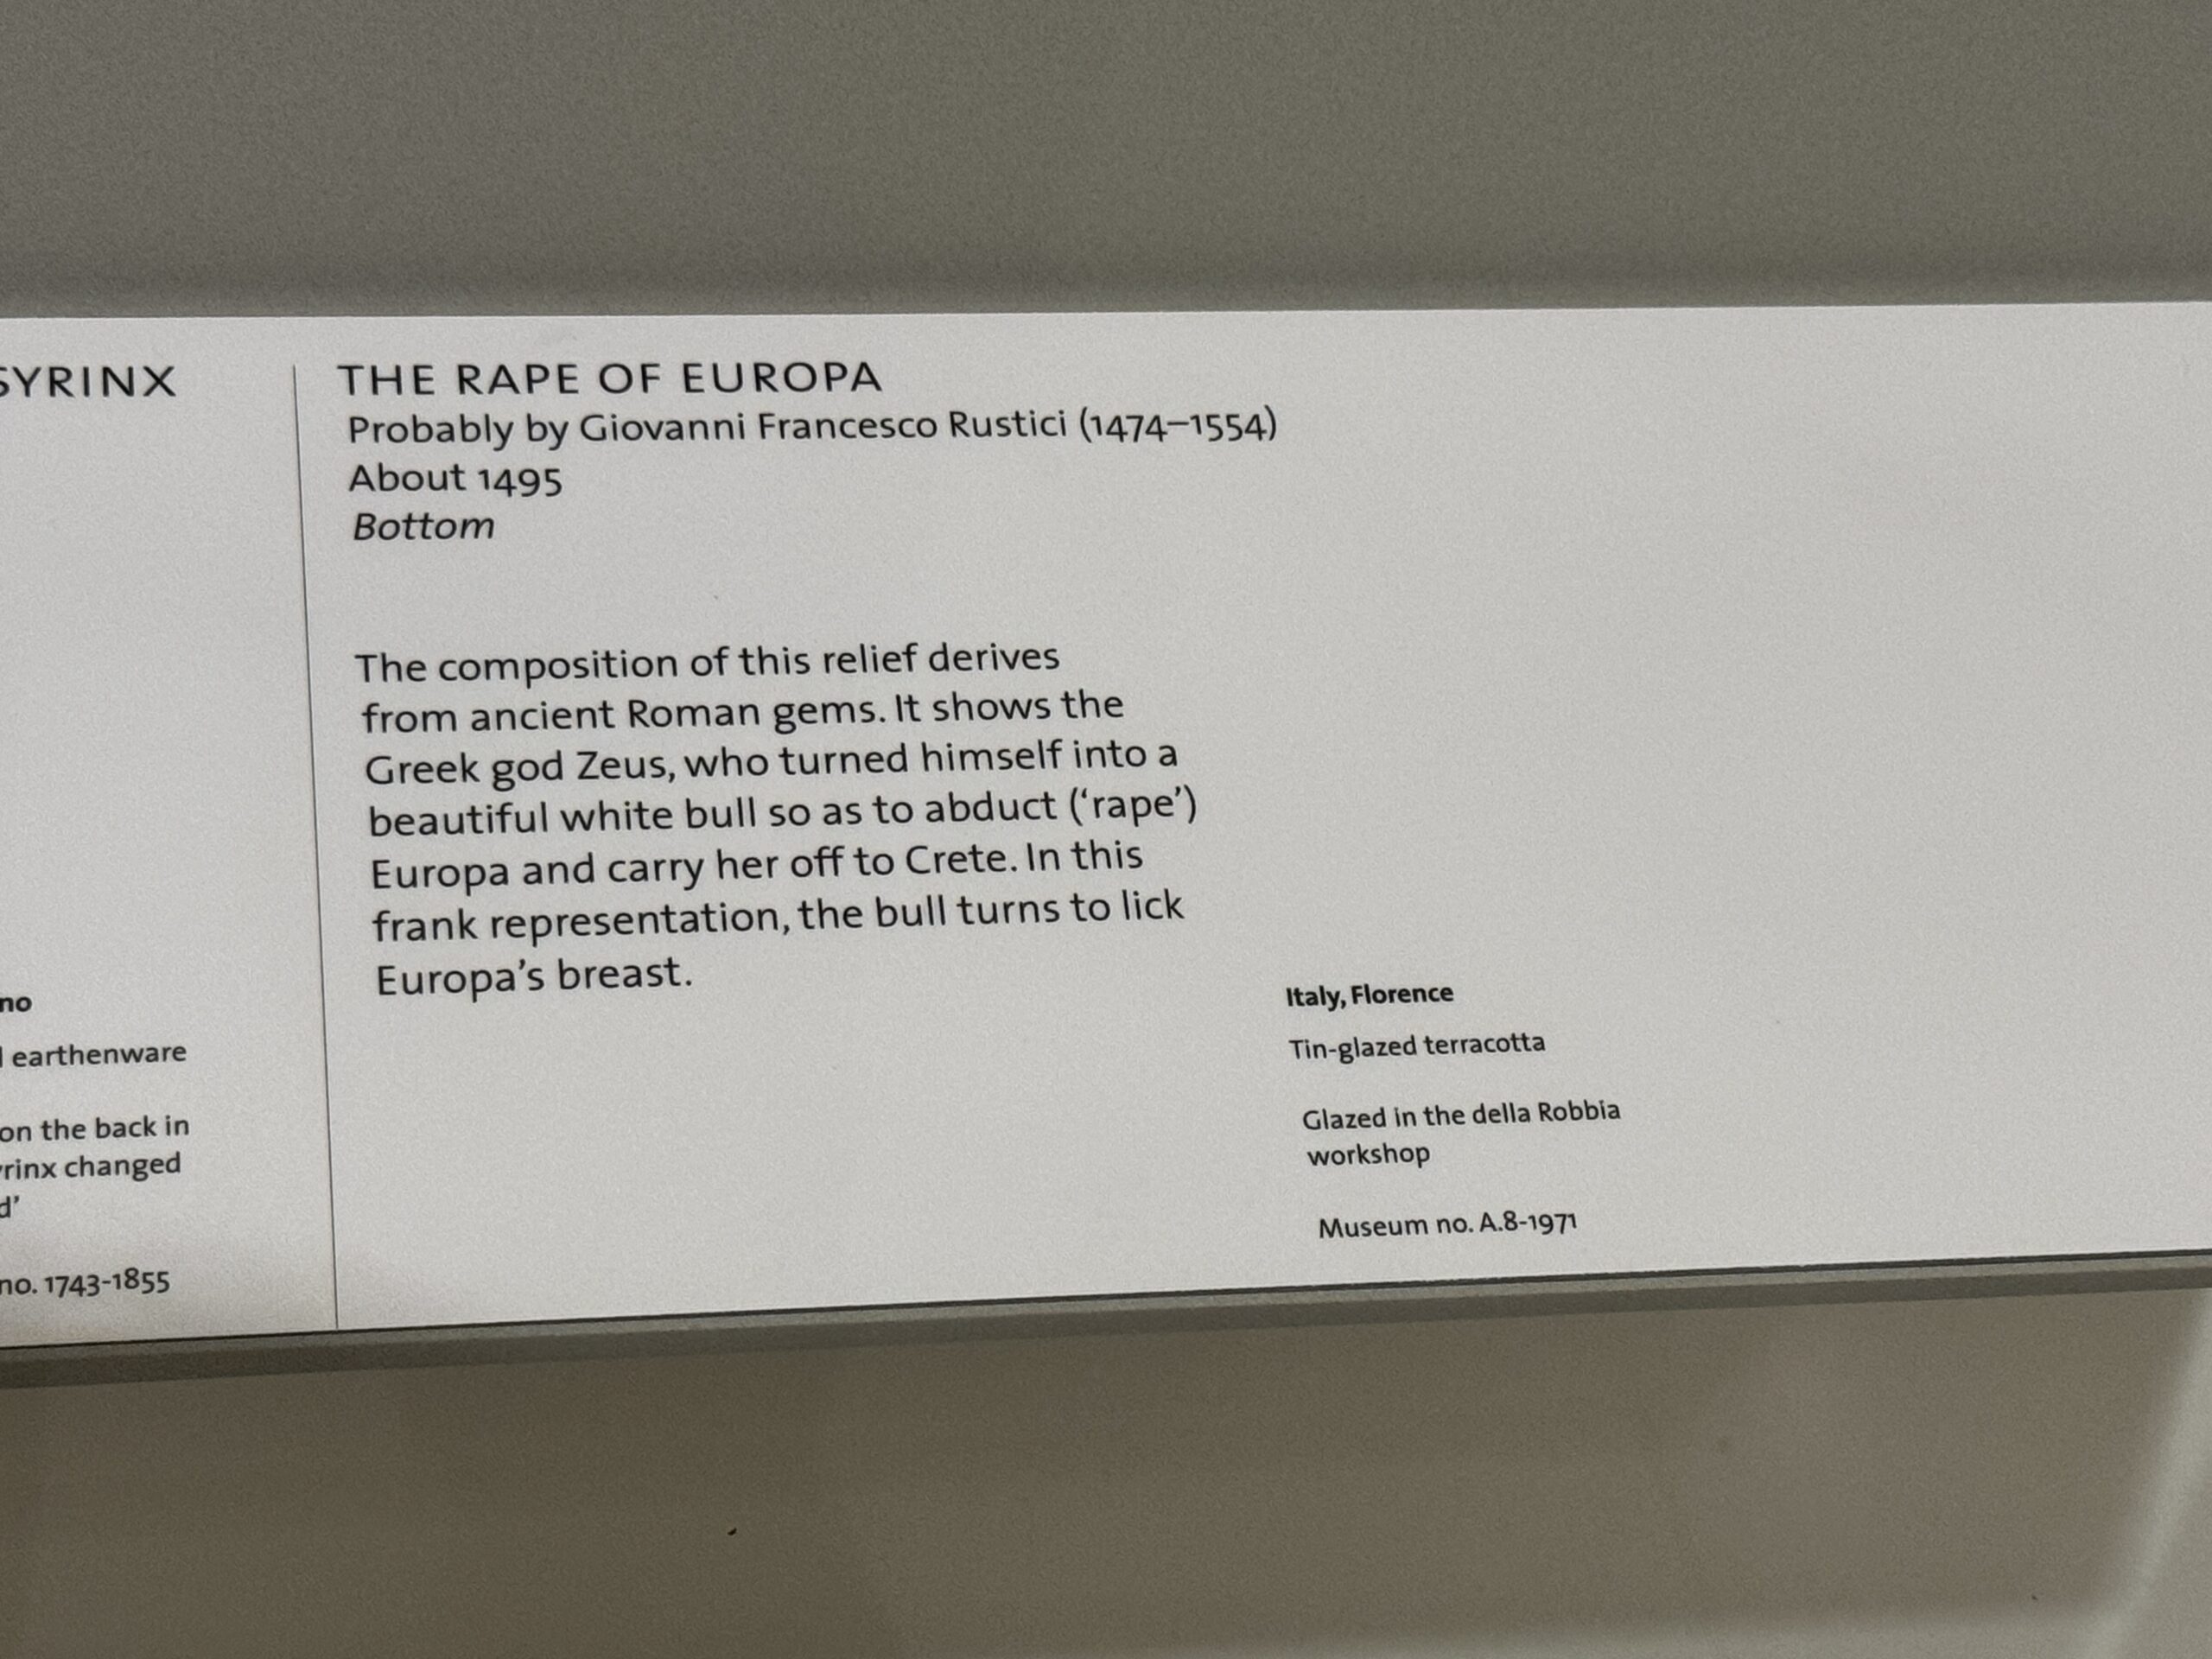 SYRINX
no
earthenware
on the back in
changed
d'
no. 1743-1855
THE RAPE OF EUROPA
Probably by Giovanni Francesco Rustici (1474–1554)
About 1495
Bottom
The composition of this relief derives
from ancient Roman gems. It shows the
Greek god Zeus, who turned himself into a
beautiful white bull so as to abduct (‘rape’)
Europa and carry her off to Crete. In this
frank representation, the bull turns to lick
Europa’s breast.
Italy, Florence
Tin-glazed terracotta
Glazed in the della Robbia
workshop
Museum no. A.8-1971